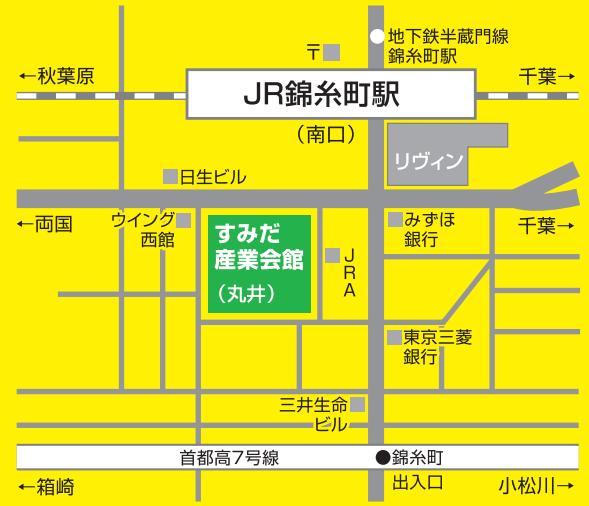 地下鉄半蔵門線
錦糸町駅
〒
←秋葉原
千葉→
JR錦糸町駅
（南口）
リヴィン
日生ビル
←両国
ウイング
西館
すみだ
産業会館
（丸井）
JRA
みずほ
銀行
千葉→
東京三菱
銀行
三井生命
ビル
首都高7号線
●錦糸町
出入口
←箱崎
小松川→